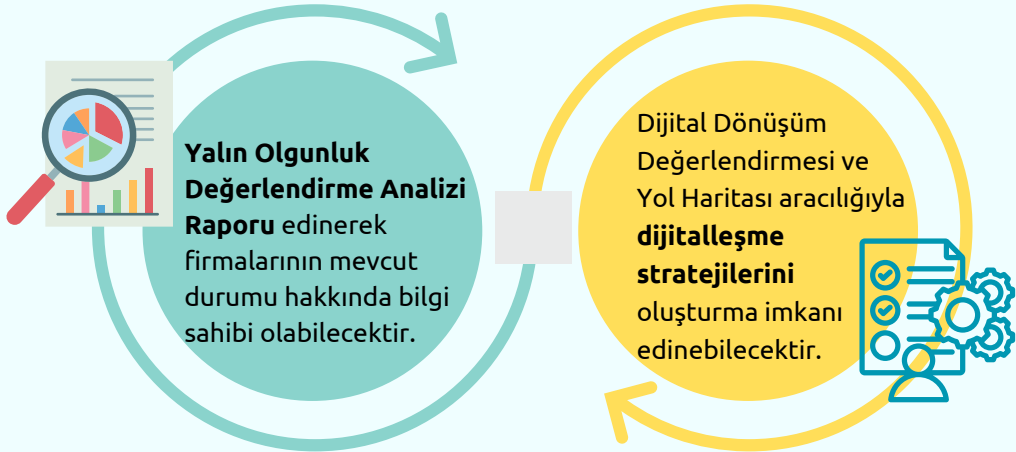 Yalın Olgunluk
Değerlendirme Analizi
Raporu edinerek
firmalarının mevcut
durumu hakkında bilgi
sahibi olabilecektir.
Dijital Dönüşüm
Değerlendirmesi ve
Yol Haritası aracılığıyla
dijitalleşme
stratejilerini
oluşturma imkanı
edinebilecektir.